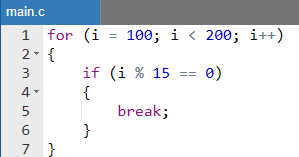 main.c
1 for (i = 100; i < 200; i++)
2 {
3     if (i % 15 == 0)
4     {
5         break;
6     }
7 }